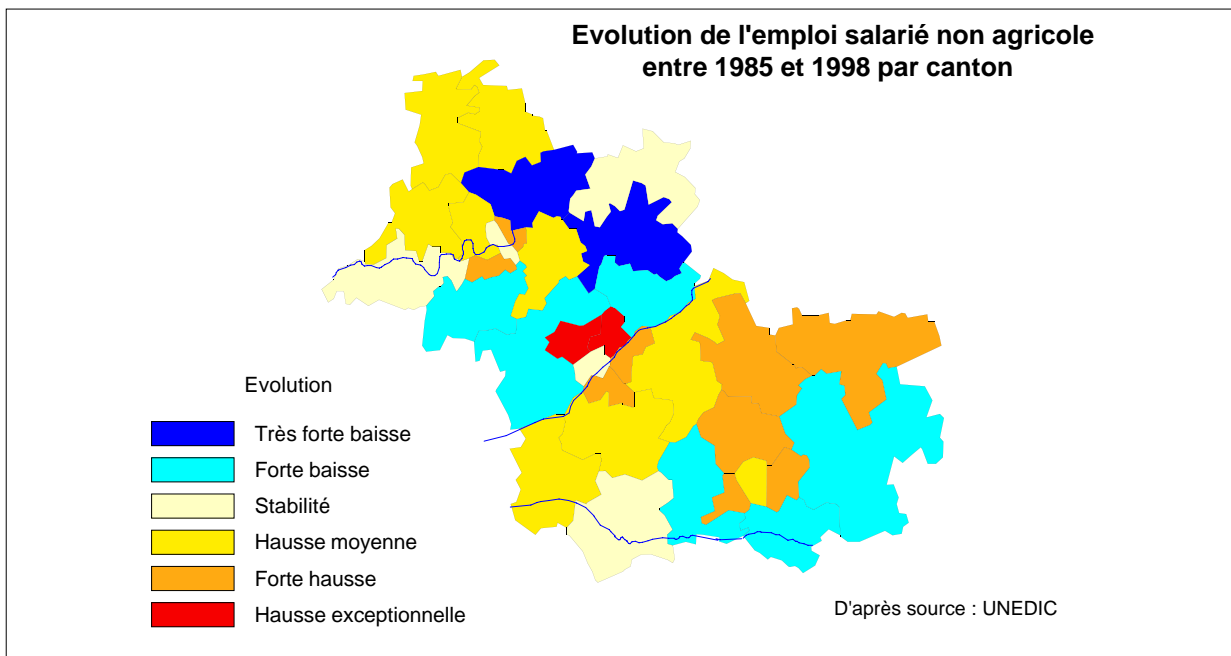 Evolution de l'emploi salarié non agricole
entre 1985 et 1998 par canton
Evolution
Très forte baisse
Forte baisse
Stabilité
Hausse moyenne
Forte hausse
Hausse exceptionnelle
D'après source : UNEDIC